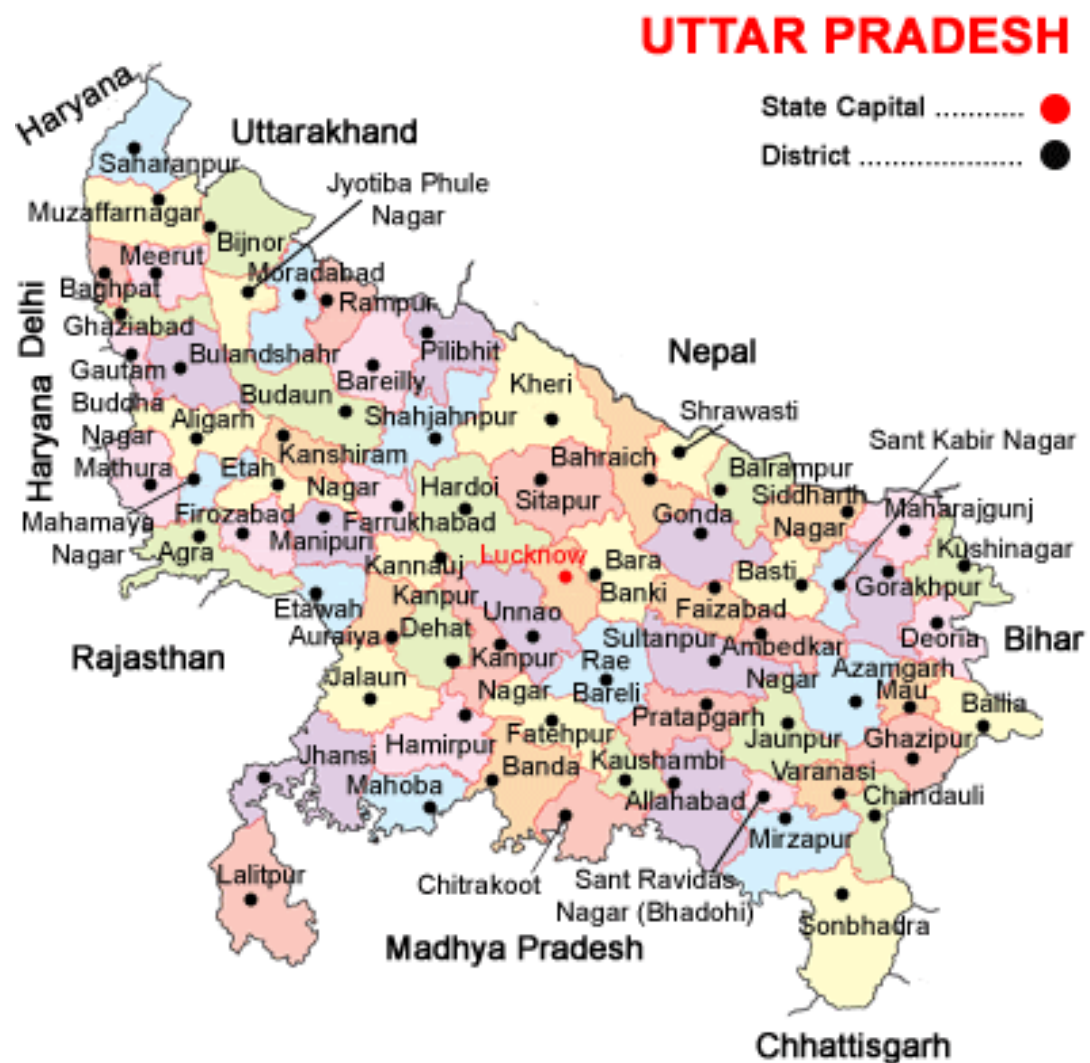 UTTAR PRADESH
State Capital ...........
District .....................
Haryana
Uttarakhand
Jyotiba Phule
Nagar
Saharanpur
Muzaffarnagar
Bijnor
Meerut
Moradabad
Baghpat
Rampur
Haryana Delhi
Ghaziabad
Bulandshahr
Pilibhit
Nepal
Gautam
Buddha
Nagar
Bareilly
Kheri
Budaun
Shahjahnpur
Shrawasti
Aligarh
Sant Kabir Nagar
Kanshiram
Nagar
Bahraich
Balrampur
Mathura
Etah
Hardoi
Sitapur
Siddharth
Nagar
Mahamaya
Nagar
Firozabad
Farrukhabad
Gonda
Maharajgunj
Agra
Manipuri
Kannauj
Lucknow
Bara
Banki
Basti
Kushinagar
Gorakhpur
Etawah
Kanpur
Dehat
Unnao
Faizabad
Auraiya
Sultanpur
Ambedkar
Nagar
Deoria
Bihar
Rajasthan
Kanpur
Nagar
Rae
Bareli
Azamgarh
Jalaun
Mau
Ballia
Pratapgarh
Jhansi
Hamirpur
Fatehpur
Jaunpur
Ghazipur
Mahoba
Banda
Kaushambi
Varanasi
Allahabad
Chandauli
Mirzapur
Lalitpur
Chitrakoot
Sant Ravidas
Nagar (Bhadohi)
Sonbhadra
Madhya Pradesh
Chhattisgarh